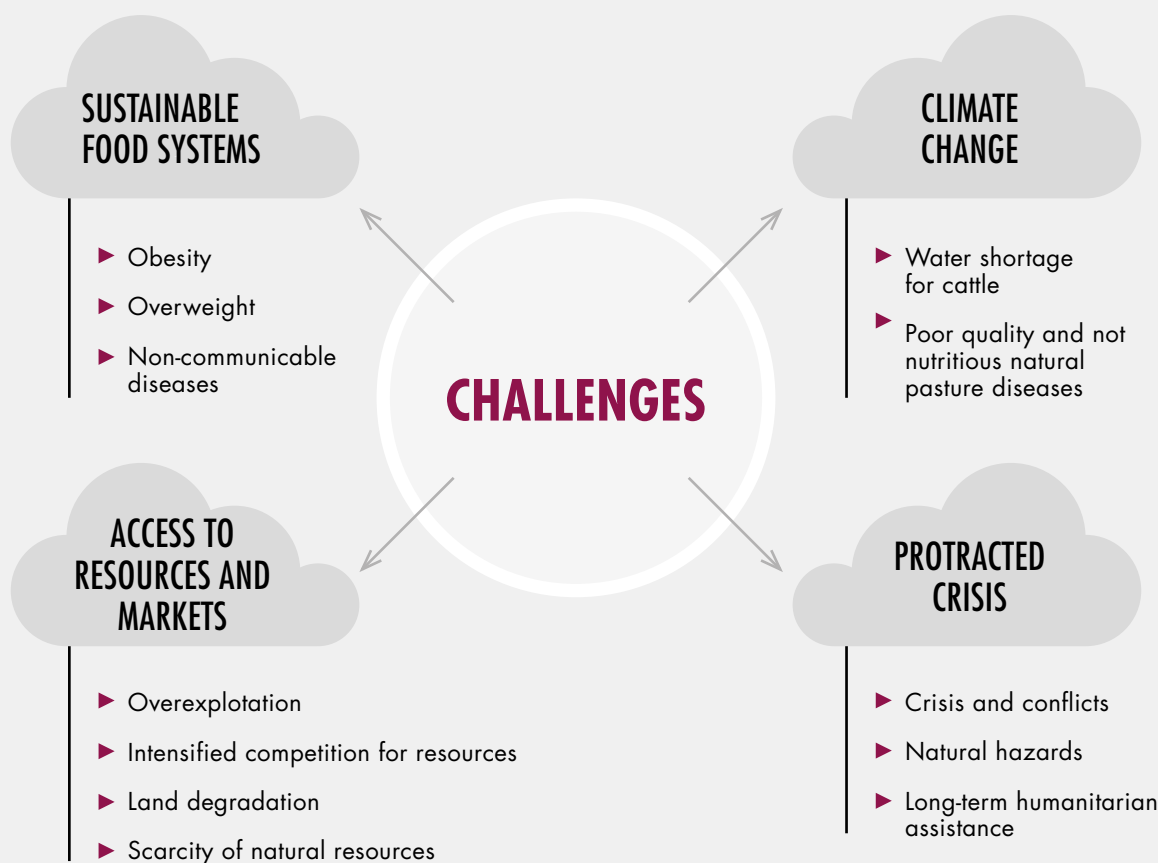 SUSTAINABLE
FOOD SYSTEMS
► Obesity
► Overweight
► Non-communicable
diseases
CLIMATE
CHANGE
► Water shortage
for cattle
► Poor quality and not
nutritious natural
pasture diseases
CHALLENGES
ACCESS TO
RESOURCES AND
MARKETS
► Overexplotation
► Intensified competition for resources
► Land degradation
► Scarcity of natural resources
PROTRACTED
CRISIS
► Crisis and conflicts
► Natural hazards
► Long-term humanitarian
assistance